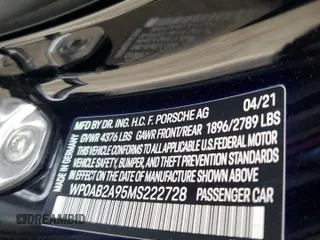 MFD. BY DR. ING. H.C. F. PORSCHE AG 04/21
GVWR 4376 LBS GAWR FRONT/REAR 1896/2789 LBS
THIS VEHICLE CONFORMS TO ALL APPLICABLE
U.S. FEDERAL MOTOR VEHICLE SAFETY, BUMPER,
AND THEFT PREVENTION STANDARDS IN EFFECT
ON THE DATE OF MANUFACTURE SHOWN ABOVE
WP0AB2A95MS222728 PASSENGER CAR
MADE IN GERMANY
DREAMBID